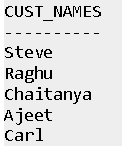 CUST_NAMES
----------
Steve
Raghu
Chaitanya
Ajeet
Carl